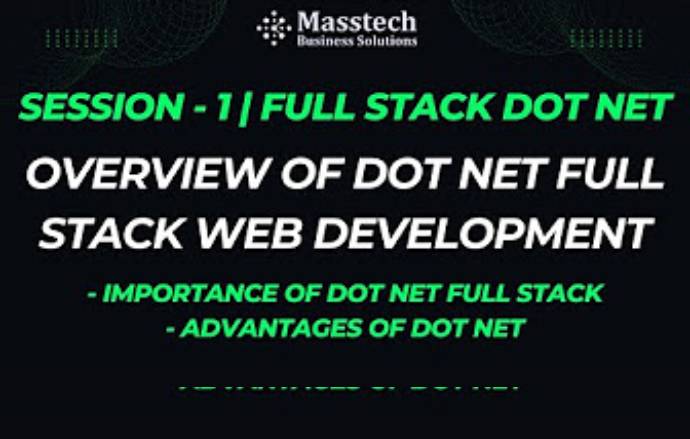 Masstech
Business Solutions
SESSION - 1 | FULL STACK DOT NET
OVERVIEW OF DOT NET FULL
STACK WEB DEVELOPMENT
- IMPORTANCE OF DOT NET FULL STACK
- ADVANTAGES OF DOT NET